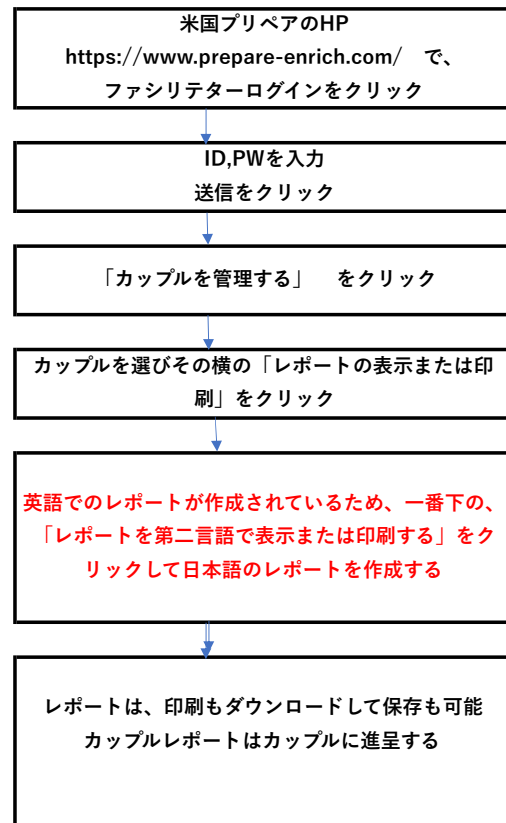 米国プリペアのHP
https://www.prepare-enrich.com/　で、
ファシリテターログインをクリック
ID,PWを入力
送信をクリック
「カップルを管理する」　をクリック
カップルを選びその横の「レポートの表示または印
刷」をクリック
英語でのレポートが作成されているため、一番下の、
「レポートを第二言語で表示または印刷する」をク
リックして日本語のレポートを作成する
レポートは、印刷もダウンロードして保存も可能
カップルレポートはカップルに進呈する